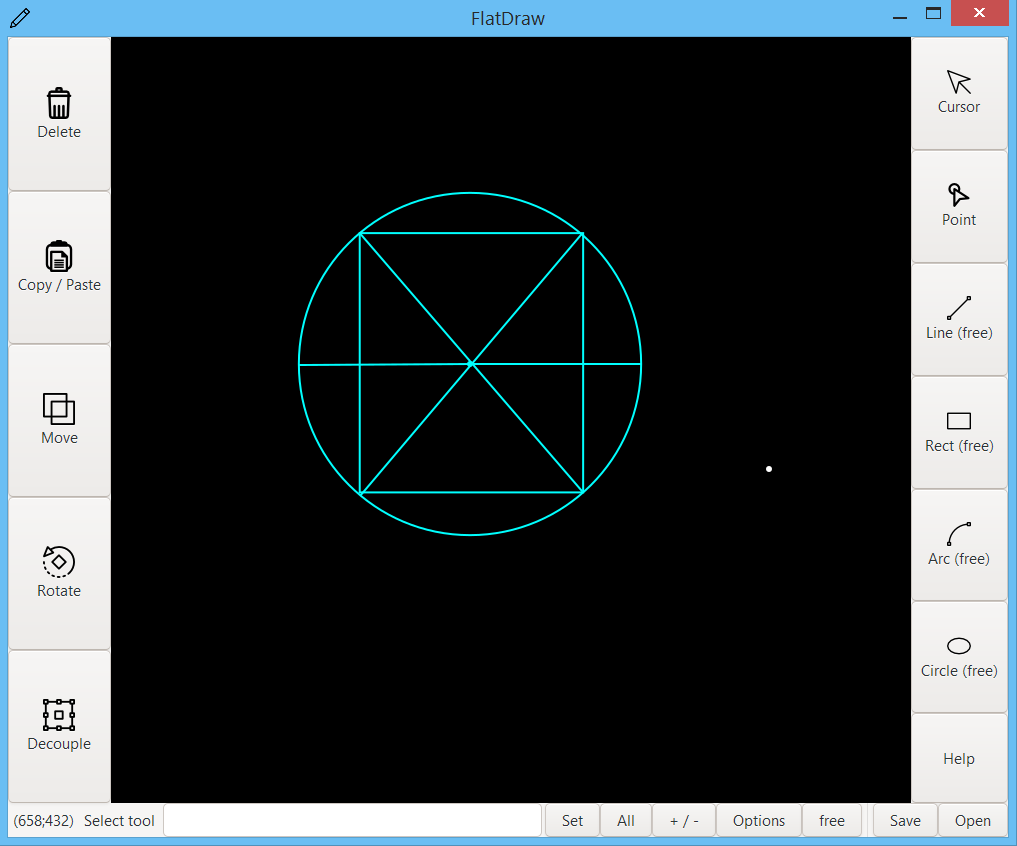 FlatDraw
Delete
Copy / Paste
Move
Rotate
Decouple
Cursor
Point
Line (free)
Rect (free)
Arc (free)
Circle (free)
Help
(658;432) Select tool Set All + / - Options free Save Open